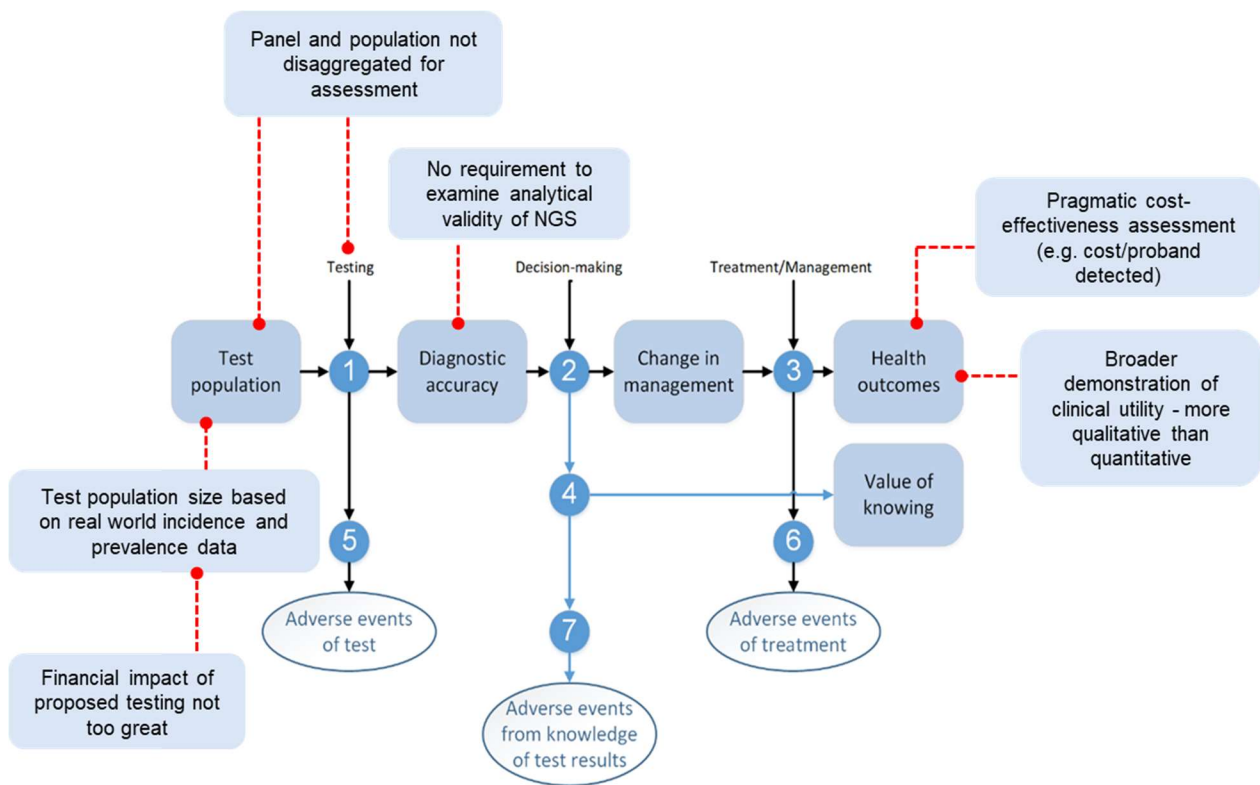 Panel and population not
disaggregated for
assessment
No requirement to
examine analytical
validity of NGS
Pragmatic cost-
effectiveness assessment
(e.g. cost/proband
detected)
Testing
Decision-making
Treatment/Management
Test
population
1
Diagnostic
accuracy
2
Change in
management
3
Health
outcomes
Broader
demonstration of
clinical utility - more
qualitative than
quantitative
Test population size based
on real world incidence and
prevalence data
4
Value of
knowing
5
6
Adverse events
of test
7
Adverse events
of treatment
Financial impact of
proposed testing not
too great
Adverse events
from knowledge
of test results